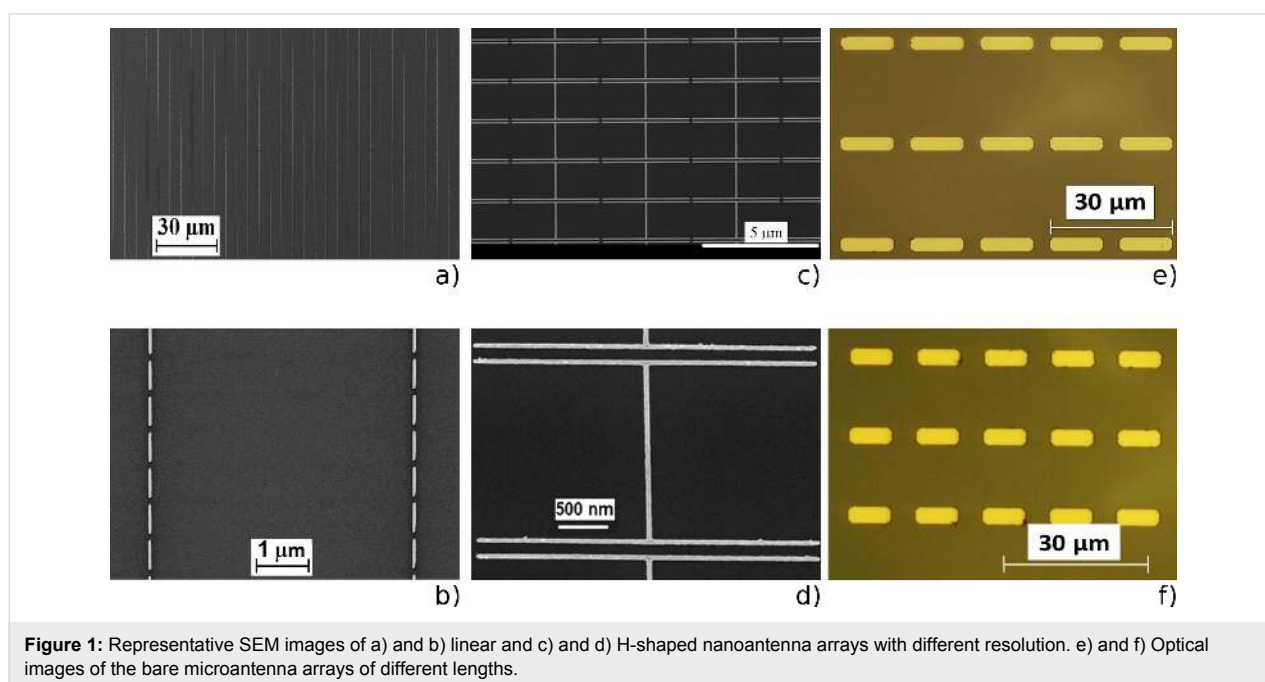 30 μm
a)
5 μm
c)
30 μm
e)
1 μm
b)
500 nm
d)
30 μm
f)
Figure 1: Representative SEM images of a) and b) linear and c) and d) H-shaped nanoantenna arrays with different resolution. e) and f) Optical
images of the bare microantenna arrays of different lengths.